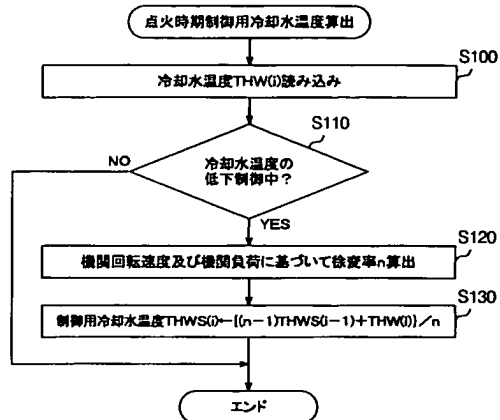 点火時期制御用冷却水温度算出
S100
冷却水温度THW(i)読み込み
S110
冷却水温度の
低下制御中？
NO
YES
S120
機関回転速度及び機関負荷に基づいて徐変率n算出
S130
制御用冷却水温度THWS(i)←{(n-1)THWS(i-1)+THW(i)}/n
エンド